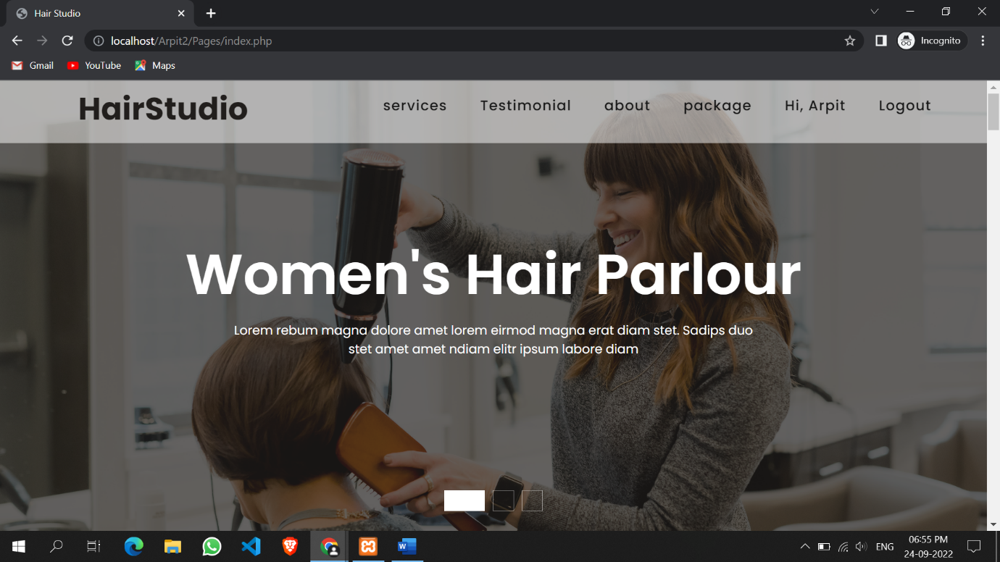 Hair Studio
localhost/Arpit2/Pages/index.php
Incognito
Gmail
YouTube
Maps
HairStudio
services
Testimonial
about
package
Hi, Arpit
Logout
Women's Hair Parlour
Lorem rebum magna dolore amet lorem eirmod magna erat diam stet. Sadips duo
stet amet amet ndiam elitr ipsum labore diam
ENG
06:55 PM
24-09-2022